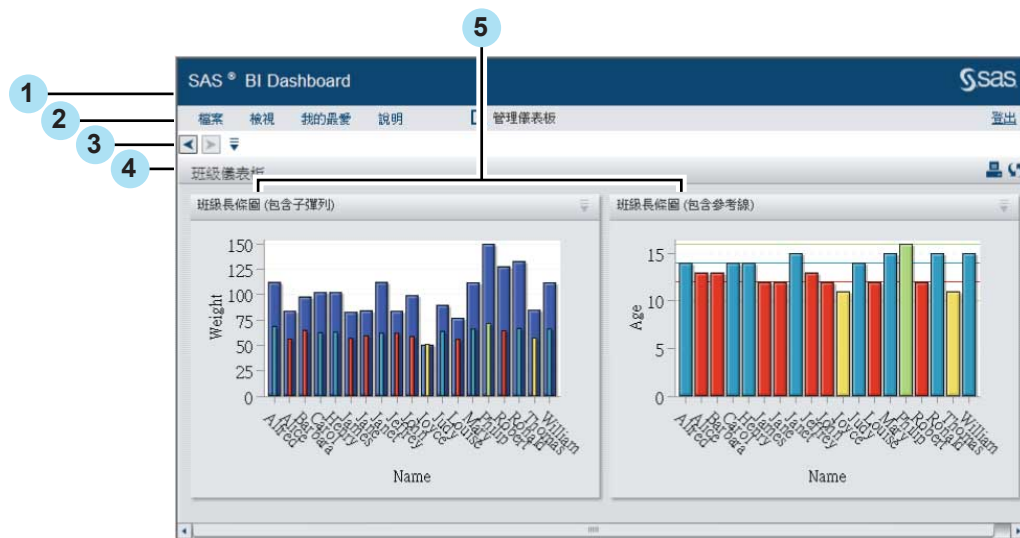 5
SAS ® BI Dashboard
sas
1
2
檔案 檢視 我的最愛 說明 管理儀表板 登出
3
4
班級儀表板
班級長條圖 (包含子彈列)
班級長條圖 (包含參考線)
150
125
100
75
50
25
0
Weight
Alfred Alice Barbara Carol Henry James Jane Janet Jeffrey John Joyce Judy Louise Mary Philip Robert Ronald Thomas William
Name
15
10
5
0
Age
Alfred Alice Barbara Carol Henry James Jane Janet Jeffrey John Joyce Judy Louise Mary Philip Robert Ronald Thomas William
Name